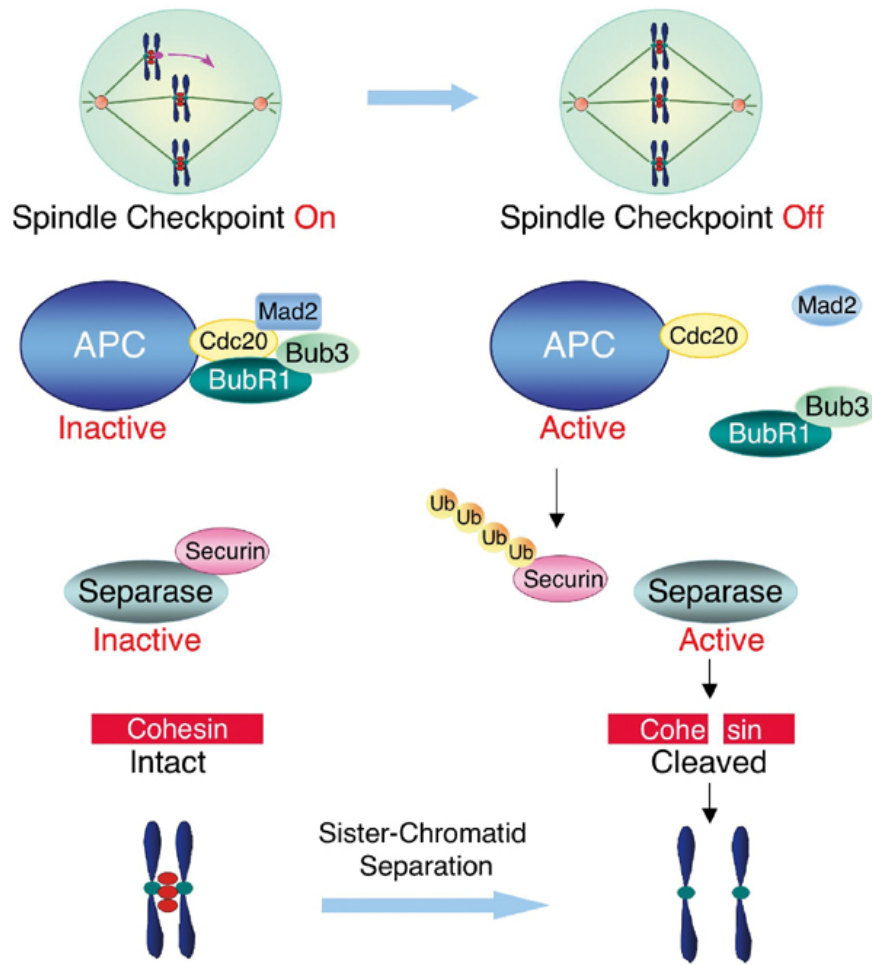 Spindle Checkpoint On
Spindle Checkpoint Off
APC
Cdc20
Mad2
Bub3
BubR1
Inactive
APC
Cdc20
Mad2
Bub3
BubR1
Active
Securin
Separase
Inactive
Ub
Ub
Ub
Ub
Securin
Separase
Active
Cohesin
Intact
Cohe sin
Cleaved
Sister-Chromatid
Separation